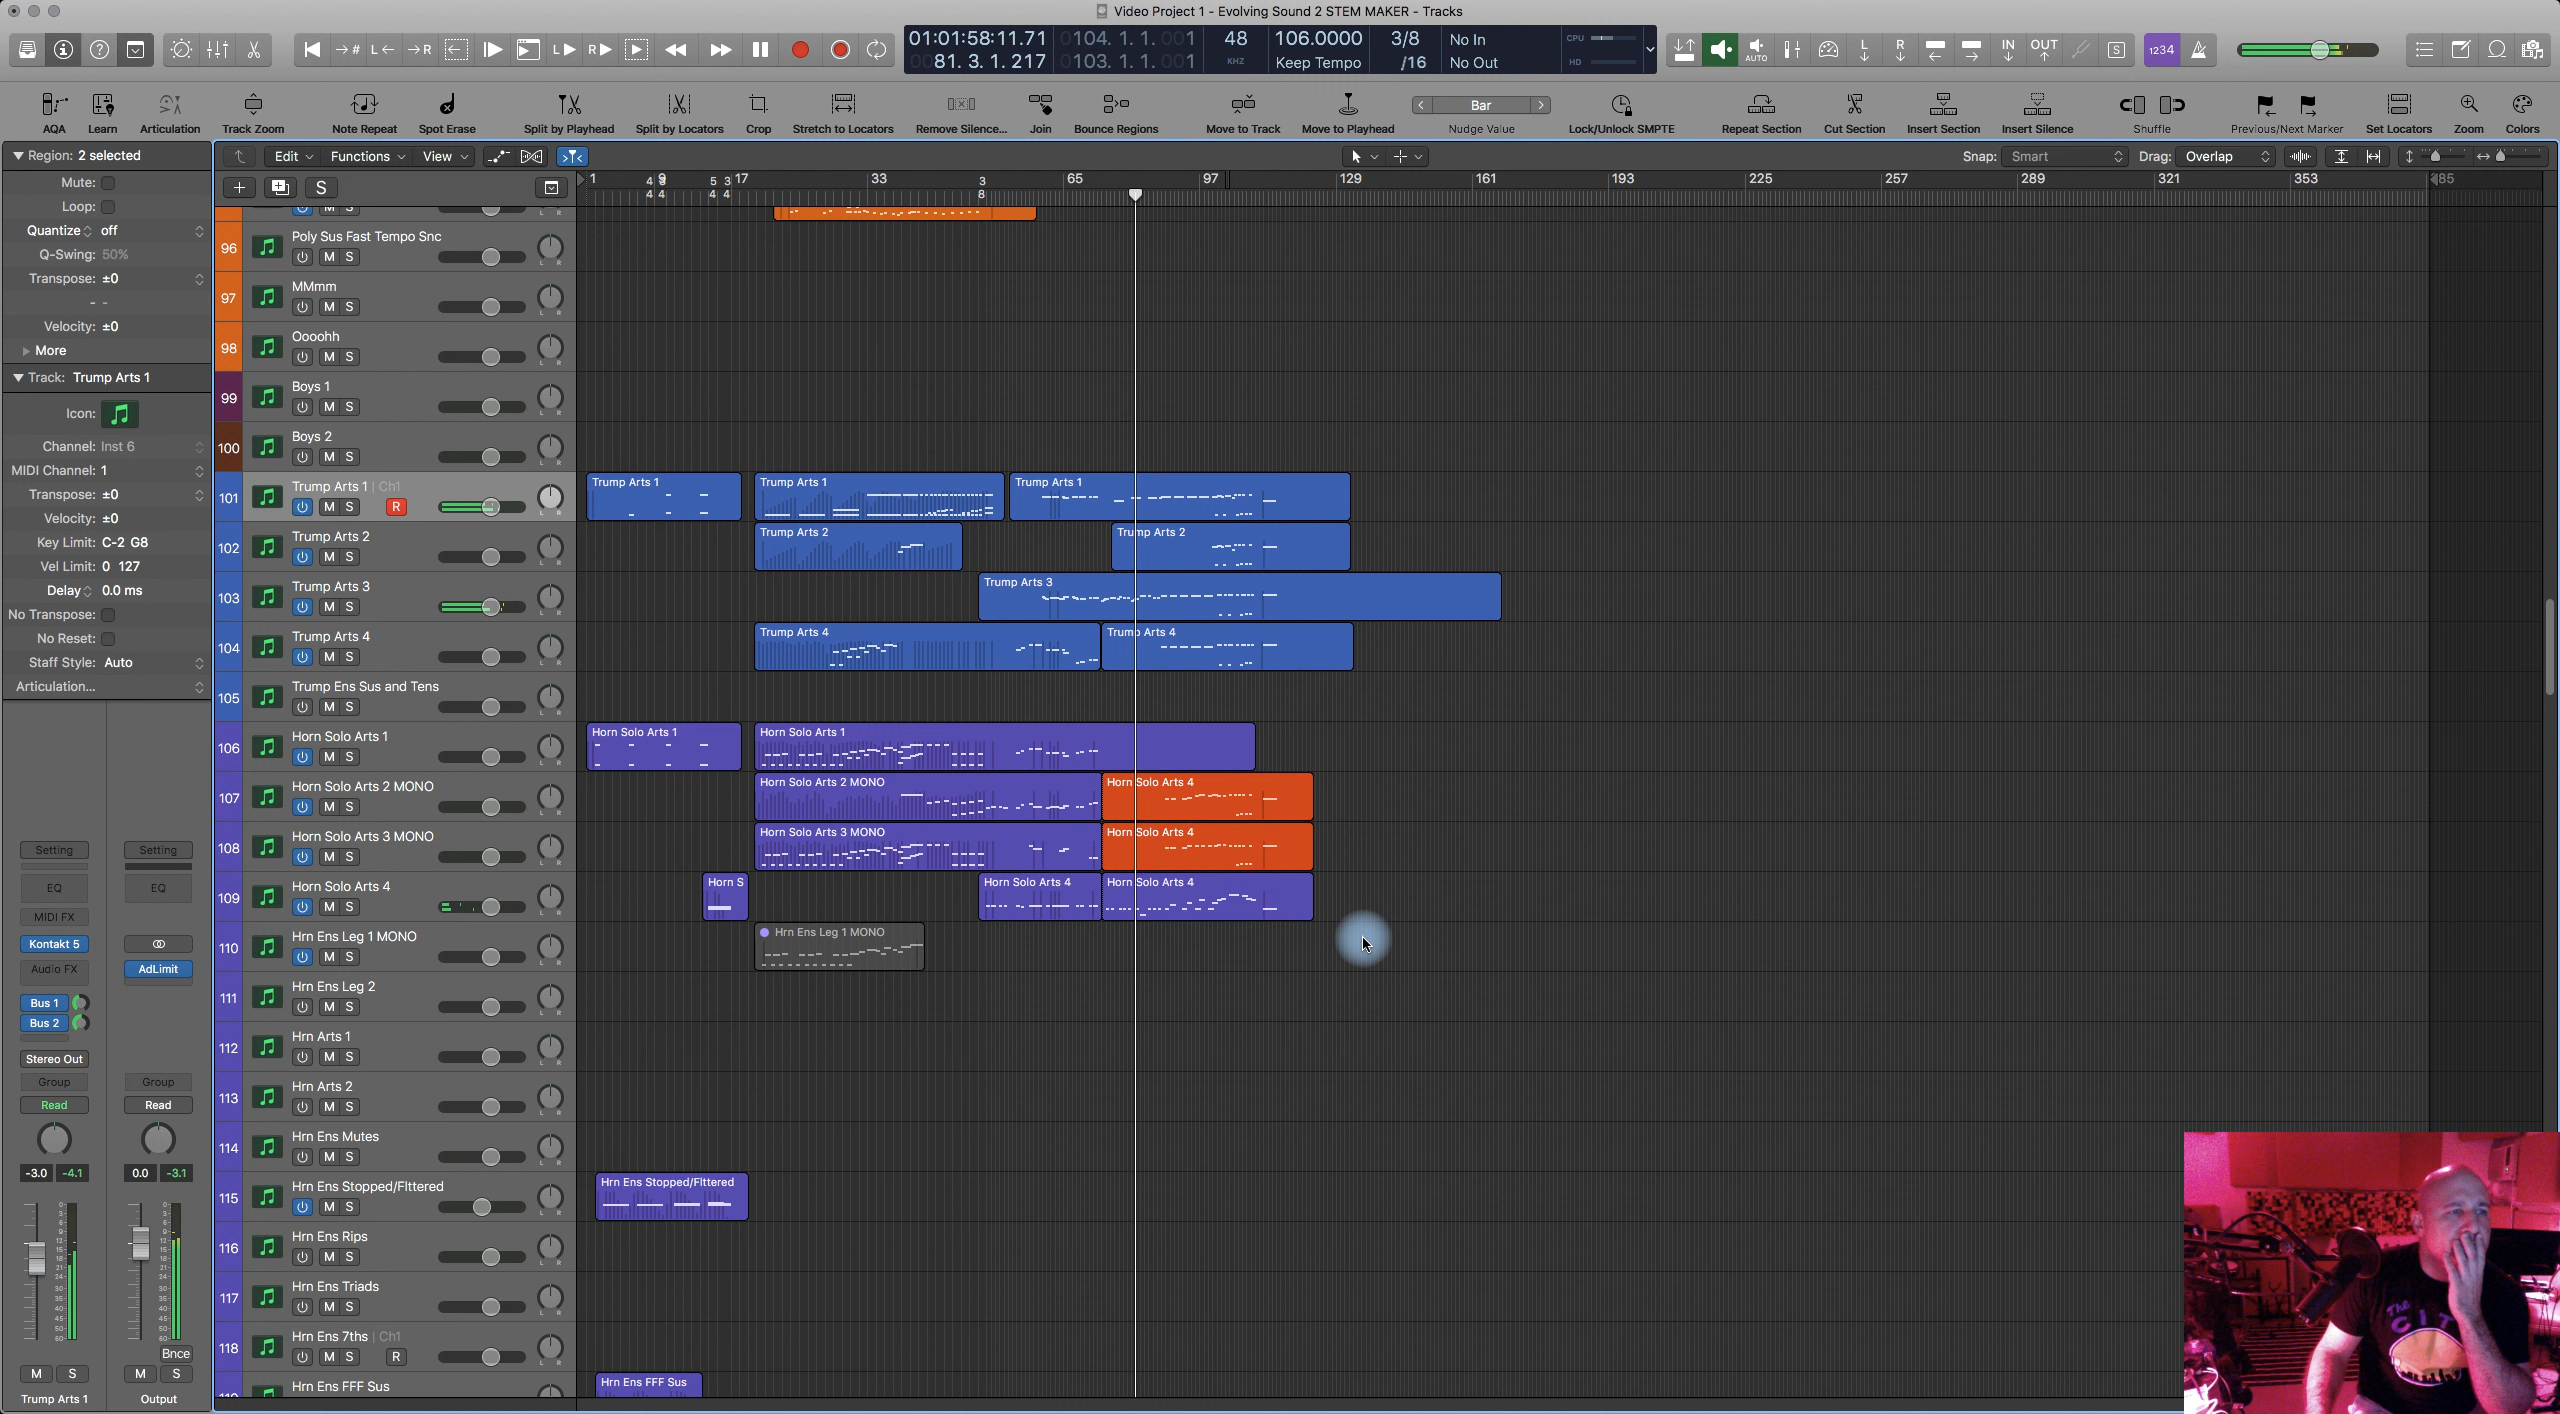 Video Project 1 - Evolving Sound 2 STEM MAKER - Tracks
01:01:58:11.71 0104. 1. 1. 001 48 106.0000 3/8 No In CPU
0081. 3. 1. 217 0103. 1. 1. 001 KHZ Keep Tempo /16 No Out HD
AUTO L R IN OUT S 1234
AQA Learn Articulation Track Zoom Note Repeat Spot Erase Split by Playhead Split by Locators Crop Stretch to Locators Remove Silence... Join Bounce Regions Move to Track Move to Playhead Bar Nudge Value Lock/Unlock SMPTE Repeat Section Cut Section Insert Section Insert Silence Shuffle Previous/Next Marker Set Locators Zoom Colors
Region: 2 selected
Mute:
Loop:
Quantize off
Q-Swing: 50%
Transpose: ±0
- -
Velocity: ±0
More
Track: Trump Arts 1
Icon:
Channel: Inst 6
MIDI Channel: 1
Transpose: ±0
Velocity: ±0
Key Limit: C-2 G8
Vel Limit: 0 127
Delay 0.0 ms
No Transpose:
No Reset:
Staff Style: Auto
Articulation...
Setting Setting
EQ EQ
MIDI FX
Kontakt 5
Audio FX AdLimit
Bus 1
Bus 2
Stereo Out
Group Group
Read Read
-3.0 -4.1 0.0 -3.1
Bnce
M S M S
Trump Arts 1 Output
Edit Functions View Snap: Smart Drag: Overlap
S
1 9 17 33 65 97 129 161 193 225 257 289 321 353 385
96 Poly Sus Fast Tempo Snc
M S
97 MMmm
M S
98 Oooohh
M S
99 Boys 1
M S
100 Boys 2
M S
101 Trump Arts 1 | Ch1 Trump Arts 1 Trump Arts 1 Trump Arts 1
M S R
102 Trump Arts 2 Trump Arts 2 Trump Arts 2
M S
103 Trump Arts 3 Trump Arts 3
M S
104 Trump Arts 4 Trump Arts 4 Trump Arts 4
M S
105 Trump Ens Sus and Tens
M S
106 Horn Solo Arts 1 Horn Solo Arts 1 Horn Solo Arts 1
M S
107 Horn Solo Arts 2 MONO Horn Solo Arts 2 MONO Horn Solo Arts 4
M S
108 Horn Solo Arts 3 MONO Horn Solo Arts 3 MONO Horn Solo Arts 4
M S
109 Horn Solo Arts 4 Horn S Horn Solo Arts 4 Horn Solo Arts 4
M S
110 Hrn Ens Leg 1 MONO Hrn Ens Leg 1 MONO
M S
111 Hrn Ens Leg 2
M S
112 Hrn Arts 1
M S
113 Hrn Arts 2
M S
114 Hrn Ens Mutes
M S
115 Hrn Ens Stopped/Flttered Hrn Ens Stopped/Flttered
M S
116 Hrn Ens Rips
M S
117 Hrn Ens Triads
M S
118 Hrn Ens 7ths | Ch1
M S R
Hrn Ens FFF Sus Hrn Ens FFF Sus
The
CIT